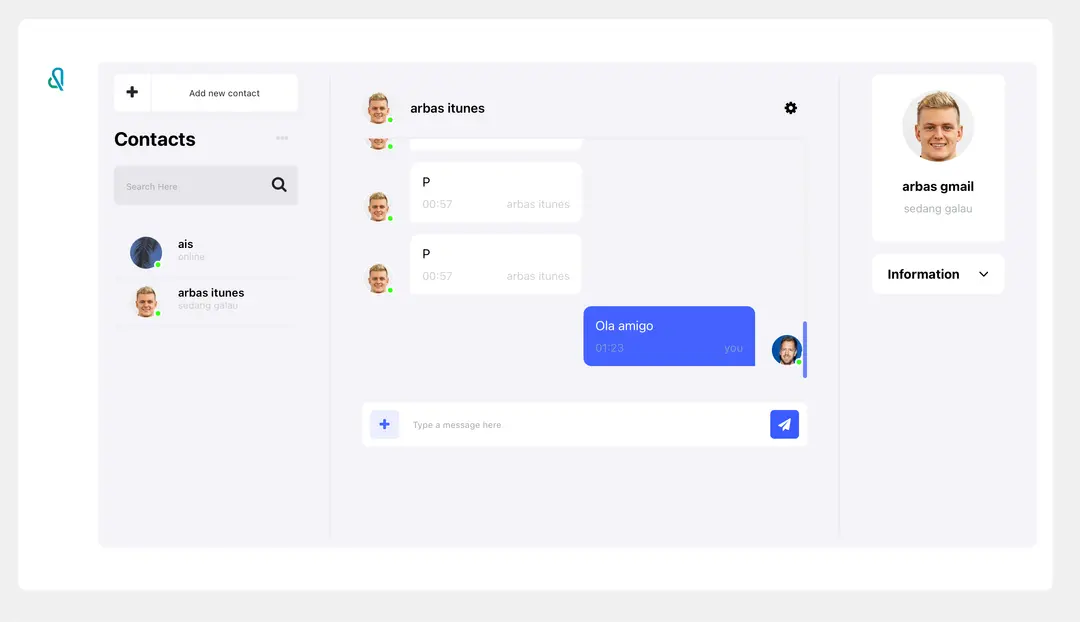 Add new contact
Contacts
Search Here
ais
online
arbas itunes
sedang galau
arbas itunes
P
00:57 arbas itunes
P
00:57 arbas itunes
Ola amigo
01:23 you
Type a message here
arbas gmail
sedang galau
Information